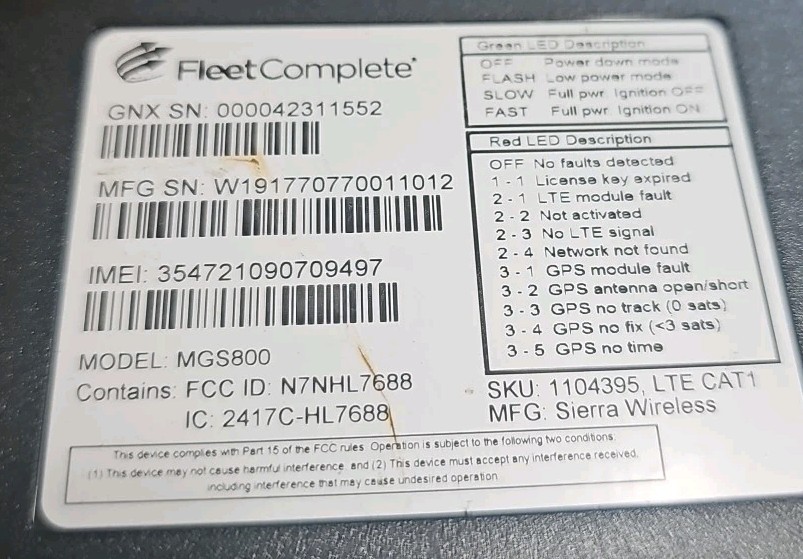 FleetComplete
GNX SN: 000042311552
MFG SN: W191770770011012
IMEI: 354721090709497
MODEL: MGS800
Contains: FCC ID: N7NHL7688
IC: 2417C-HL7688
Green LED Description
OFF Power down mode
FLASH Low power mode
SLOW Full pwr Ignition OFF
FAST Full pwr Ignition ON
Red LED Description
OFF No faults detected
1 - 1 License key expired
2 - 1 LTE module fault
2 - 2 Not activated
2 - 3 No LTE signal
2 - 4 Network not found
3 - 1 GPS module fault
3 - 2 GPS antenna open/short
3 - 3 GPS no track (0 sats)
3 - 4 GPS no fix (<3 sats)
3 - 5 GPS no time
SKU: 1104395, LTE CAT1
MFG: Sierra Wireless
This device complies with Part 15 of the FCC rules. Operation is subject to the following two conditions:
(1) This device may not cause harmful interference, and (2) This device must accept any interference received,
including interference that may cause undesired operation